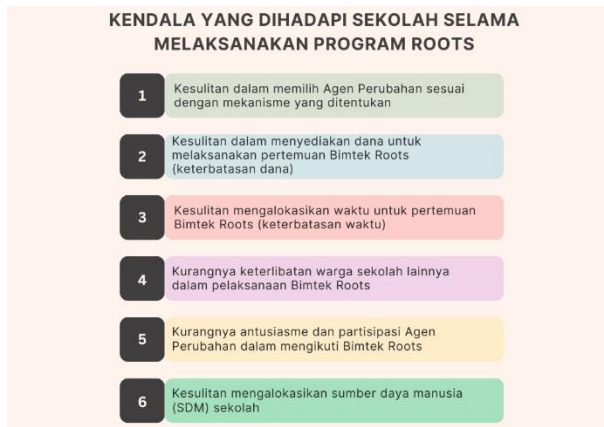 KENDALA YANG DIHADAPI SEKOLAH SELAMA
MELAKSANAKAN PROGRAM ROOTS
1
Kesulitan dalam memilih Agen Perubahan sesuai
dengan mekanisme yang ditentukan
2
Kesulitan dalam menyediakan dana untuk
melaksanakan pertemuan Bimtek Roots
(keterbatasan dana)
3
Kesulitan mengalokasikan waktu untuk pertemuan
Bimtek Roots (keterbatasan waktu)
4
Kurangnya keterlibatan warga sekolah lainnya
dalam pelaksanaan Bimtek Roots
5
Kurangnya antusiasme dan partisipasi Agen
Perubahan dalam mengikuti Bimtek Roots
6
Kesulitan mengalokasikan sumber daya manusia
(SDM) sekolah